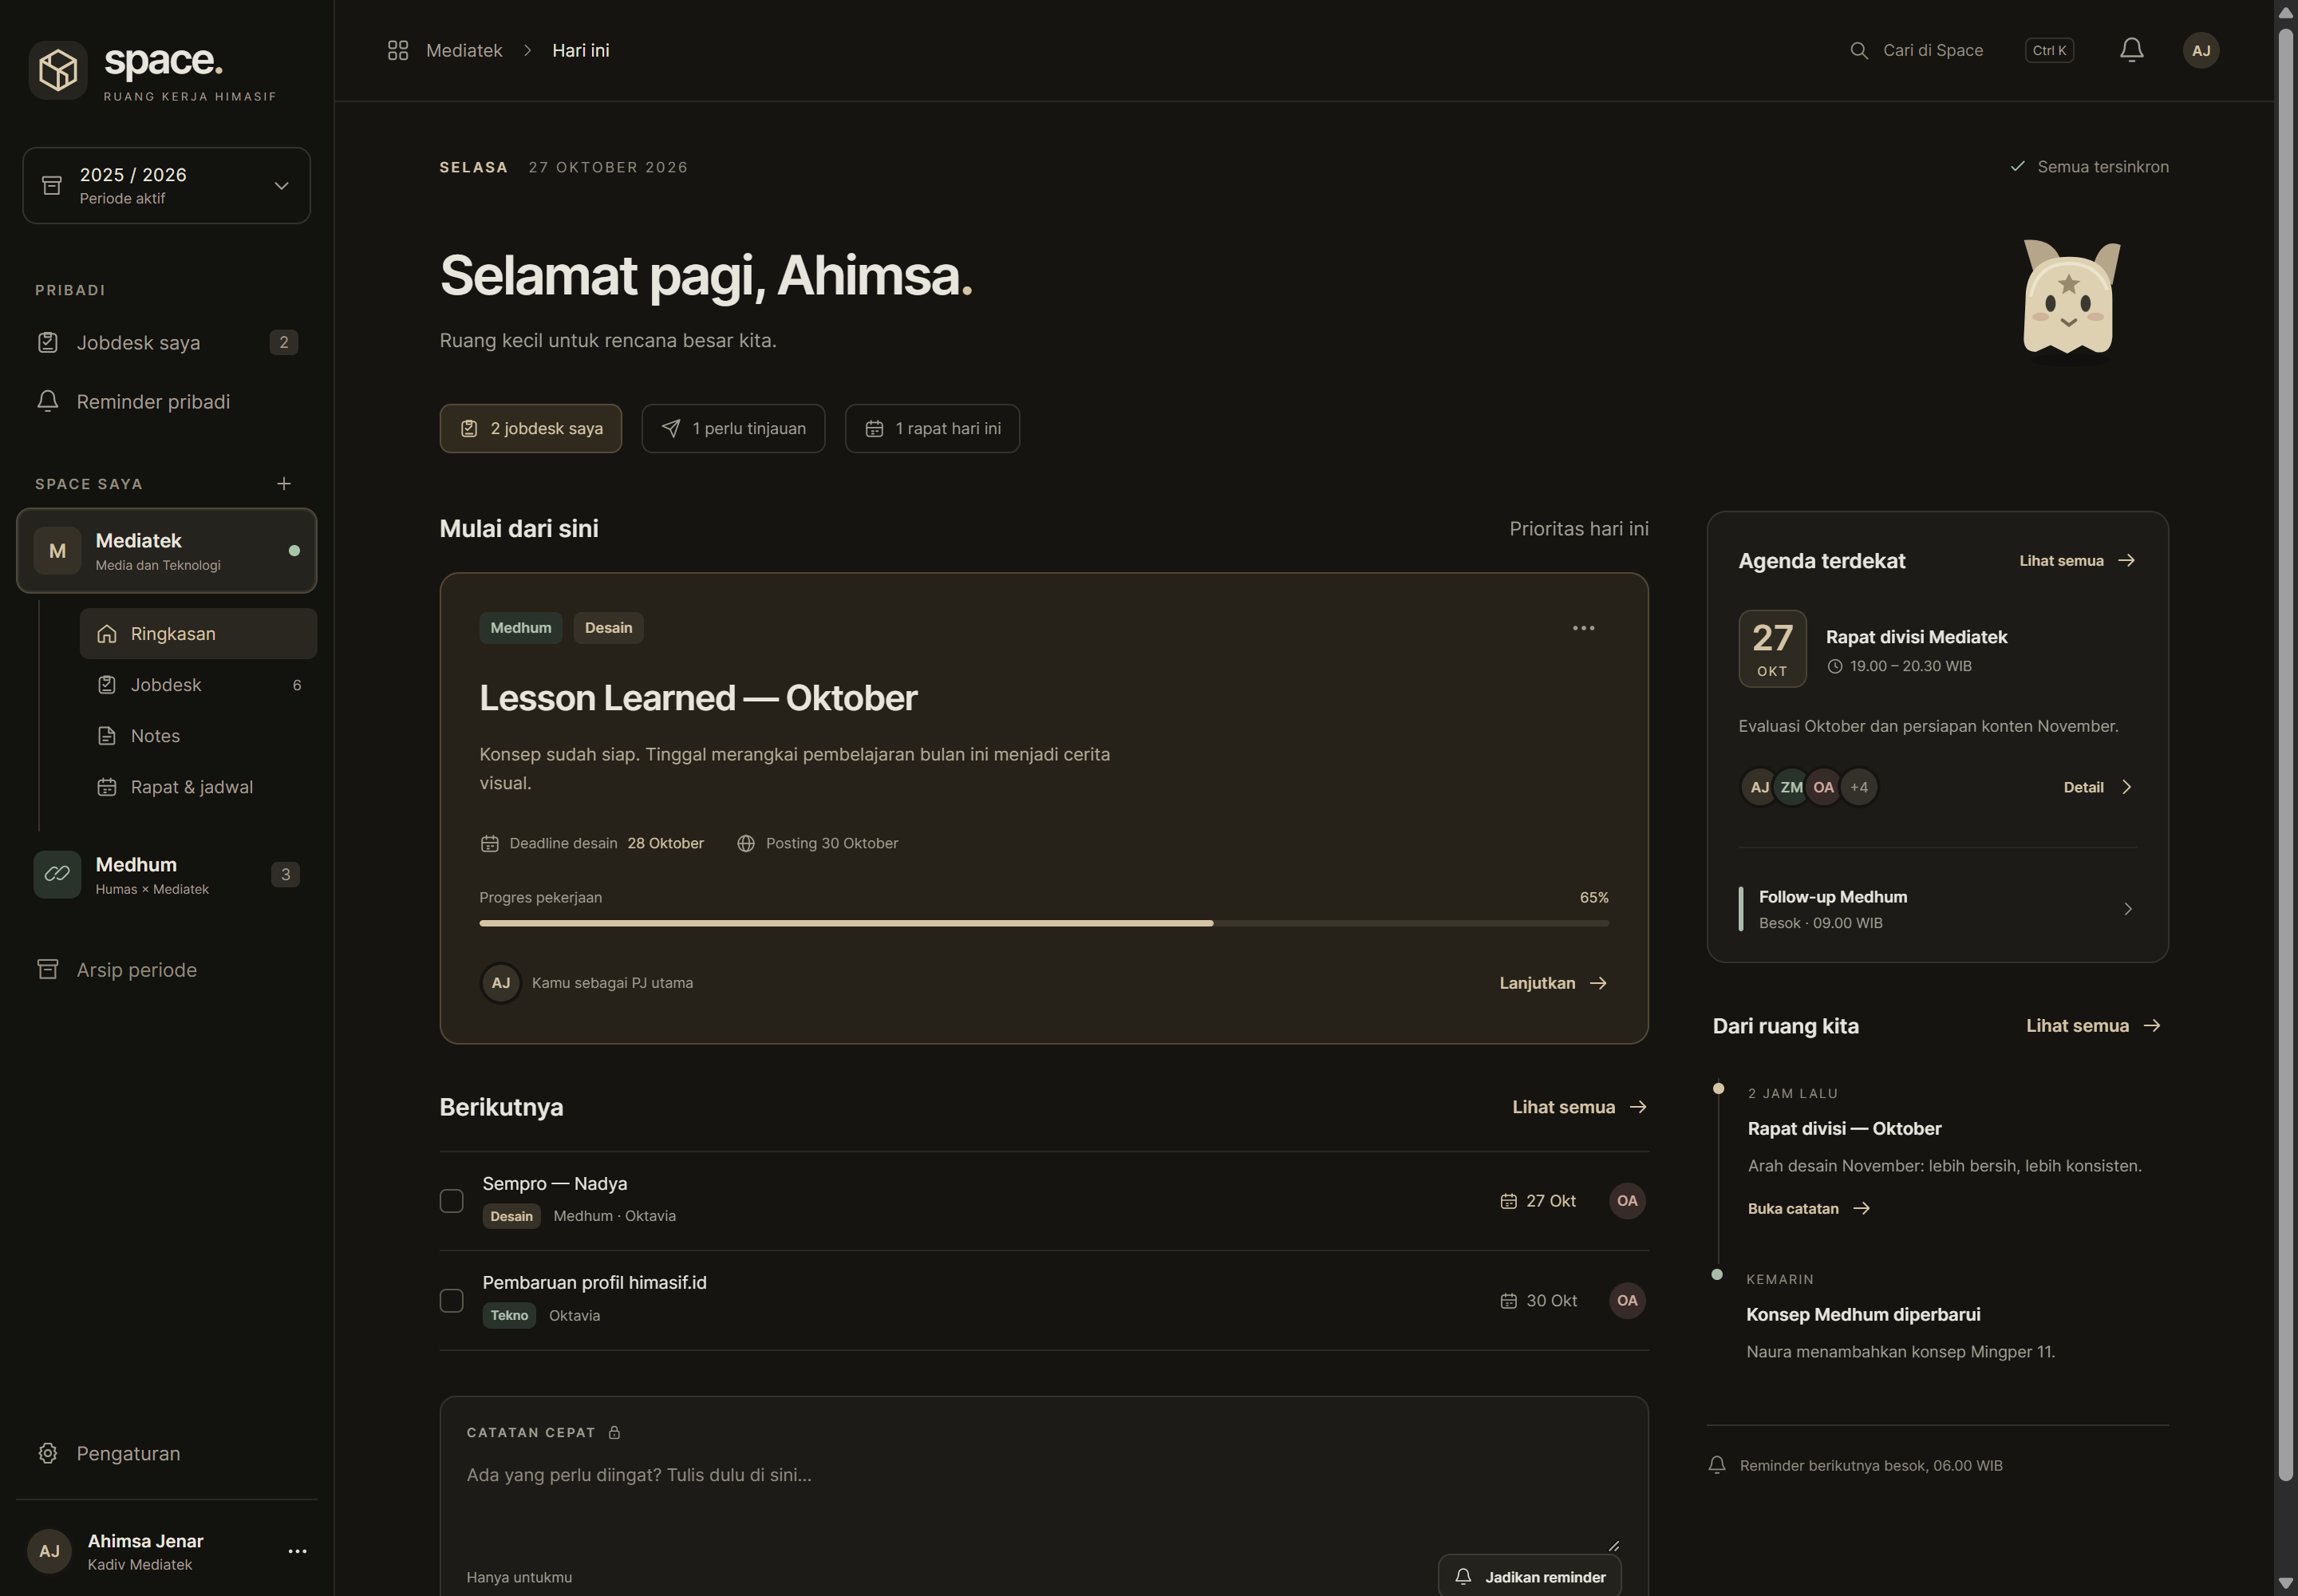 space.
RUANG KERJA HIMASIF
2025 / 2026
Periode aktif
PRIBADI
Jobdesk saya
2
Reminder pribadi
SPACE SAYA
M
Mediatek
Media dan Teknologi
Ringkasan
Jobdesk
6
Notes
Rapat & jadwal
Medhum
Humas × Mediatek
3
Arsip periode
Pengaturan
AJ
Ahimsa Jenar
Kadiv Mediatek
Mediatek
Hari ini
Cari di Space
Ctrl K
AJ
SELASA 27 OKTOBER 2026
Semua tersinkron
Selamat pagi, Ahimsa.
Ruang kecil untuk rencana besar kita.
2 jobdesk saya
1 perlu tinjauan
1 rapat hari ini
Mulai dari sini
Prioritas hari ini
Medhum
Desain
Lesson Learned — Oktober
Konsep sudah siap. Tinggal merangkai pembelajaran bulan ini menjadi cerita
visual.
Deadline desain 28 Oktober
Posting 30 Oktober
Progres pekerjaan
65%
AJ
Kamu sebagai PJ utama
Lanjutkan
Berikutnya
Lihat semua
Sempro — Nadya
Desain
Medhum · Oktavia
27 Okt
OA
Pembaruan profil himasif.id
Tekno
Oktavia
30 Okt
OA
CATATAN CEPAT
Ada yang perlu diingat? Tulis dulu di sini...
Hanya untukmu
Jadikan reminder
Agenda terdekat
Lihat semua
27
OKT
Rapat divisi Mediatek
19.00 – 20.30 WIB
Evaluasi Oktober dan persiapan konten November.
AJ
ZM
OA
+4
Detail
Follow-up Medhum
Besok · 09.00 WIB
Dari ruang kita
Lihat semua
2 JAM LALU
Rapat divisi — Oktober
Arah desain November: lebih bersih, lebih konsisten.
Buka catatan
KEMARIN
Konsep Medhum diperbarui
Naura menambahkan konsep Mingper 11.
Reminder berikutnya besok, 06.00 WIB